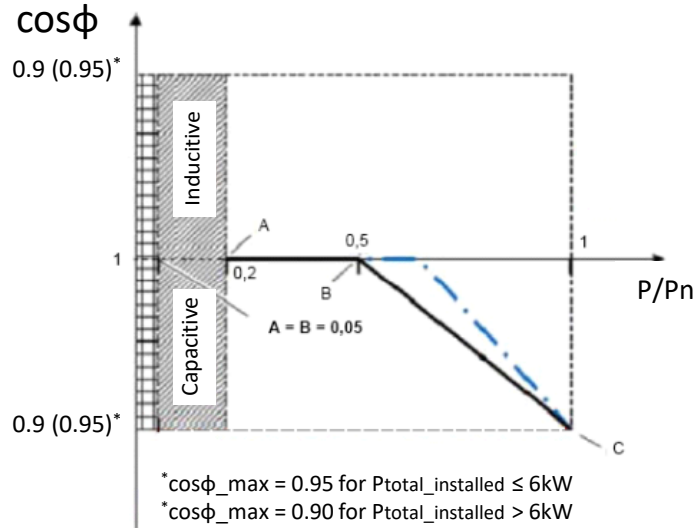 cosϕ
0.9 (0.95)*
Inducitive
A
0,5
1
1
0,2
B
P/Pn
A = B = 0,05
Capacitive
0.9 (0.95)*
C
*cosϕ_max = 0.95 for Ptotal_installed ≤ 6kW
*cosϕ_max = 0.90 for Ptotal_installed > 6kW